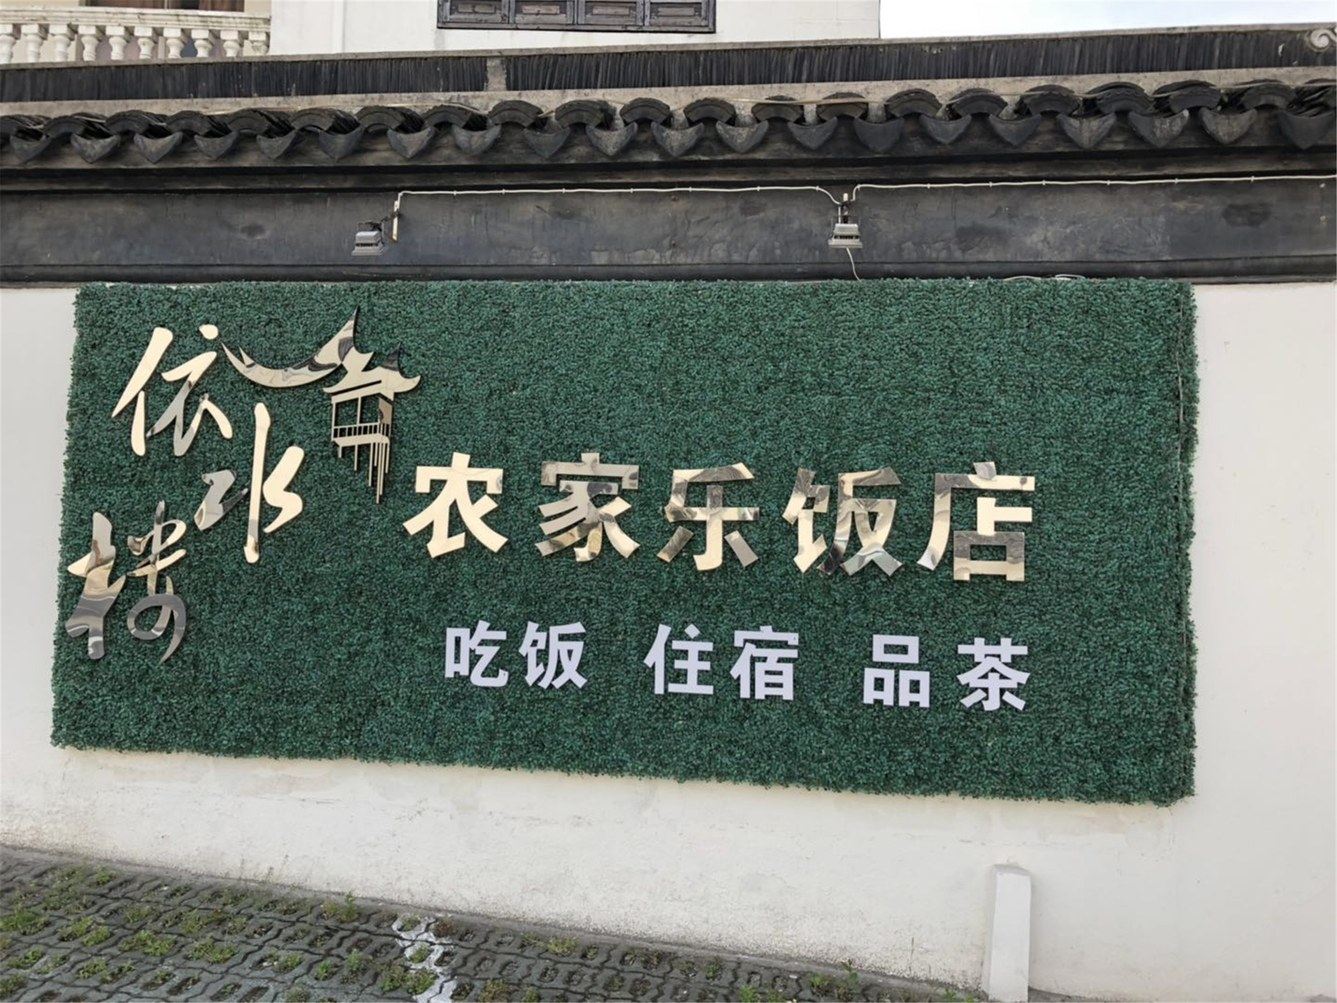 依水楼
农家乐饭店
吃饭 住宿 品茶